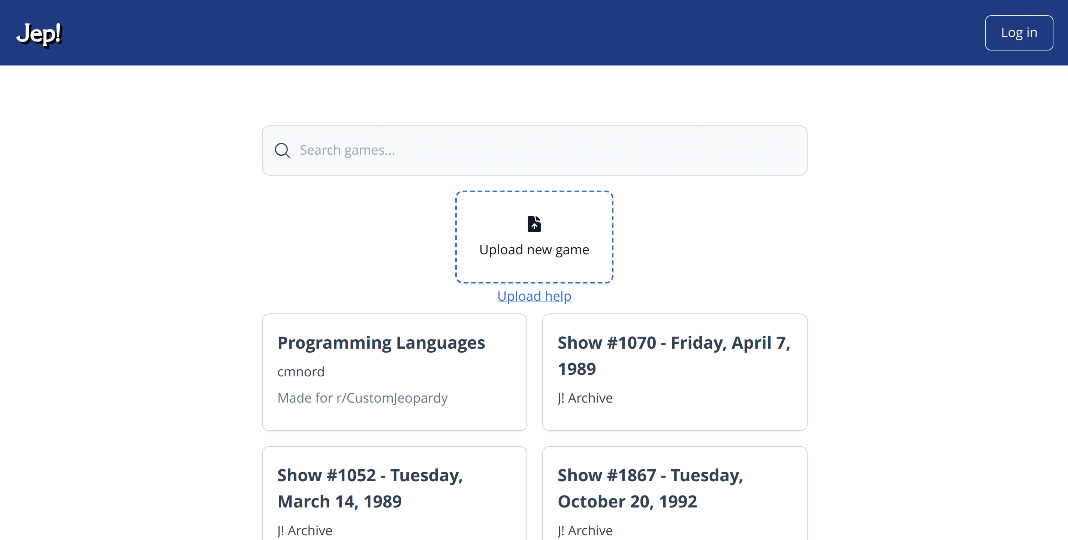 Jep!
Log in
Search games...
Upload new game
Upload help
Programming Languages
cmnord
Made for r/CustomJeopardy
Show #1070 - Friday, April 7,
1989
J! Archive
Show #1052 - Tuesday,
March 14, 1989
J! Archive
Show #1867 - Tuesday,
October 20, 1992
J! Archive